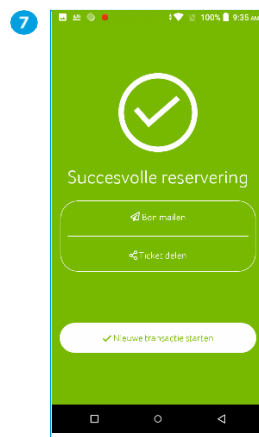 7
100% 9:35 AM
Succesvolle reservering
Bon mailen
Ticket delen
Nieuwe transactie starten